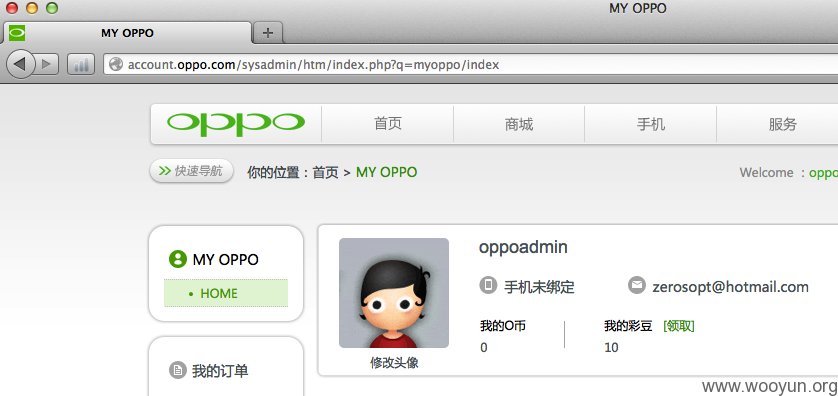 MY OPPO
MY OPPO
account.oppo.com/sysadmin/htm/index.php?q=myoppo/index
oppo 首页 商城 手机 服务
快速导航 你的位置：首页 > MY OPPO Welcome ：oppo
MY OPPO
HOME
我的订单
oppoadmin
手机未绑定 zerosopt@hotmail.com
我的O币 我的彩豆 [领取]
0 10
修改头像
www.wooyun.org